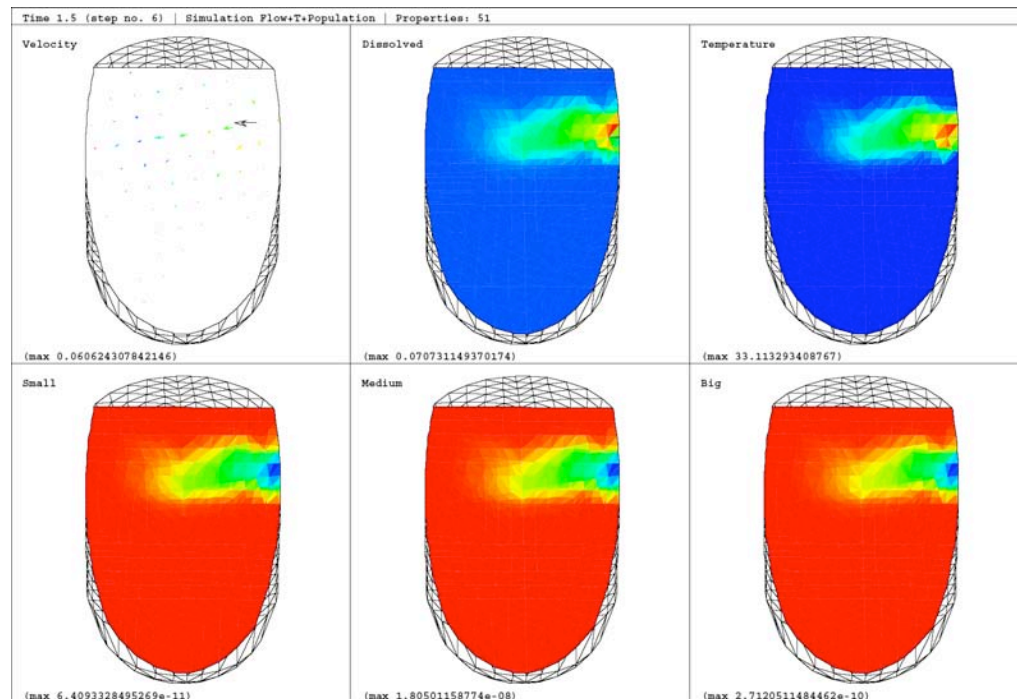 Time 1.5 (step no. 6) | Simulation Flow+T+Population | Properties: 51
Velocity
Dissolved
Temperature
(max 0.060624307842146)
(max 0.070731149370174)
(max 33.113293408767)
Small
Medium
Big
(max 6.4093328495269e-11)
(max 1.80501158774e-08)
(max 2.7120511484462e-10)